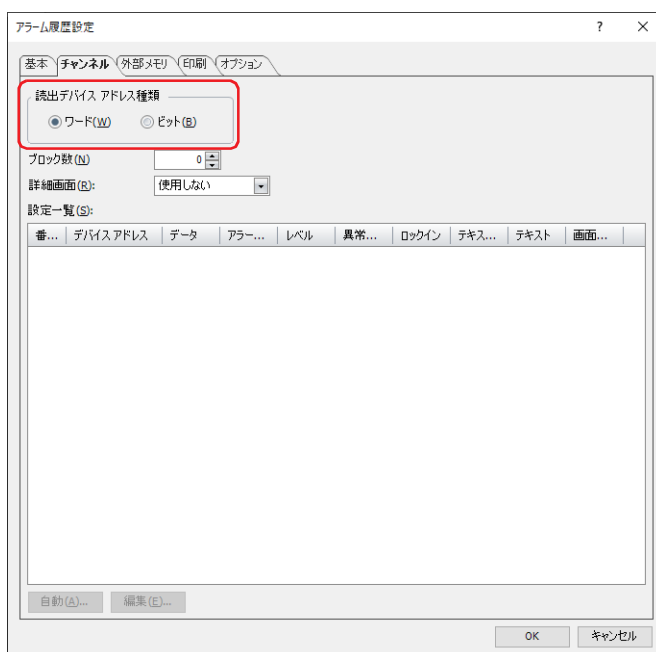 アラーム履歴設定 ?
基本 チャンネル 外部メモリ 印刷 オプション
読出デバイス アドレス種類
ワード(W) ビット(B)
ブロック数(N) 0
詳細画面(R): 使用しない
設定一覧(S):
番... デバイス アドレス データ アラー... レベル 異常... ロックイン テキス... テキスト 画面...
自動(A)... 編集(E)...
OK キャンセル